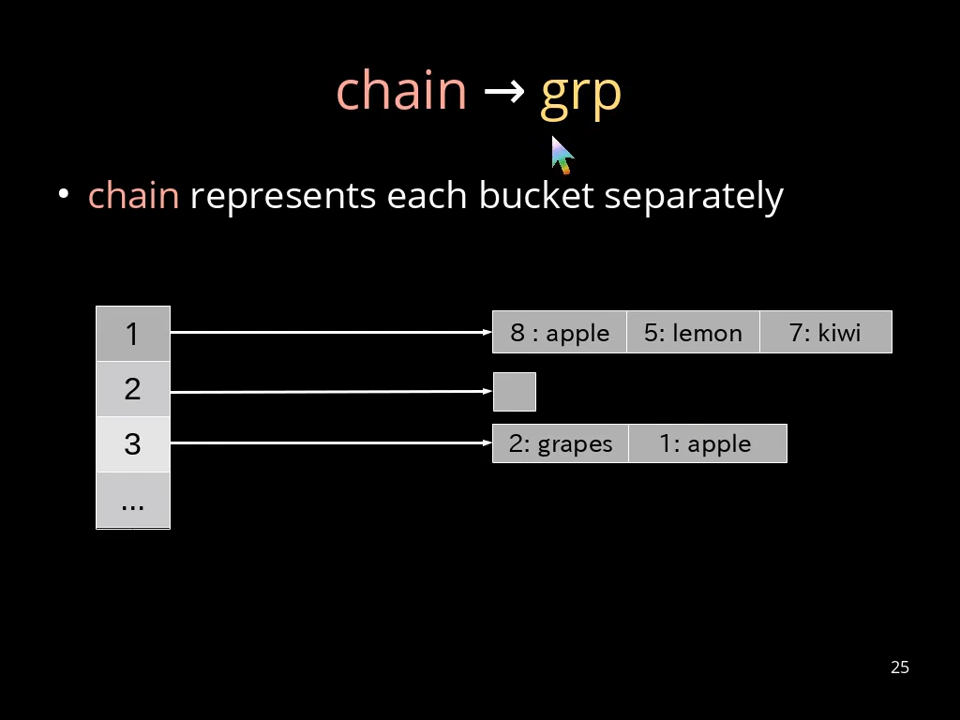 chain → grp
• chain represents each bucket separately
1 8 : apple 5: lemon 7: kiwi
2
3 2: grapes 1: apple
...
25